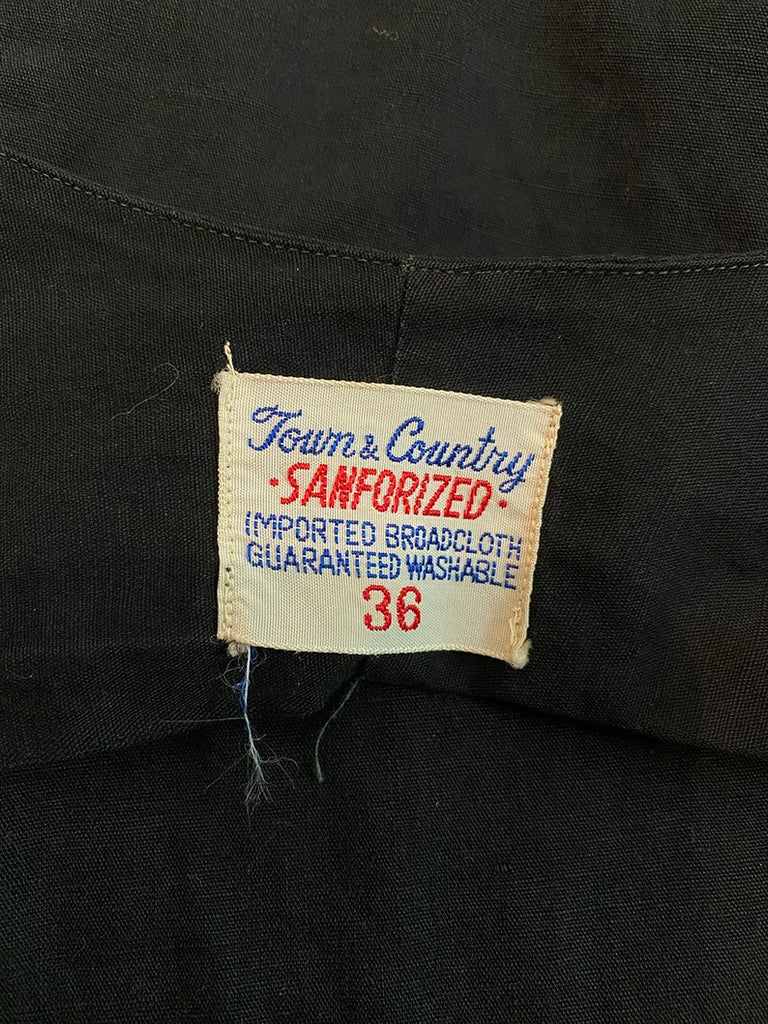 Town & Country
·SANFORIZED·
IMPORTED BROADCLOTH
GUARANTEED WASHABLE
36